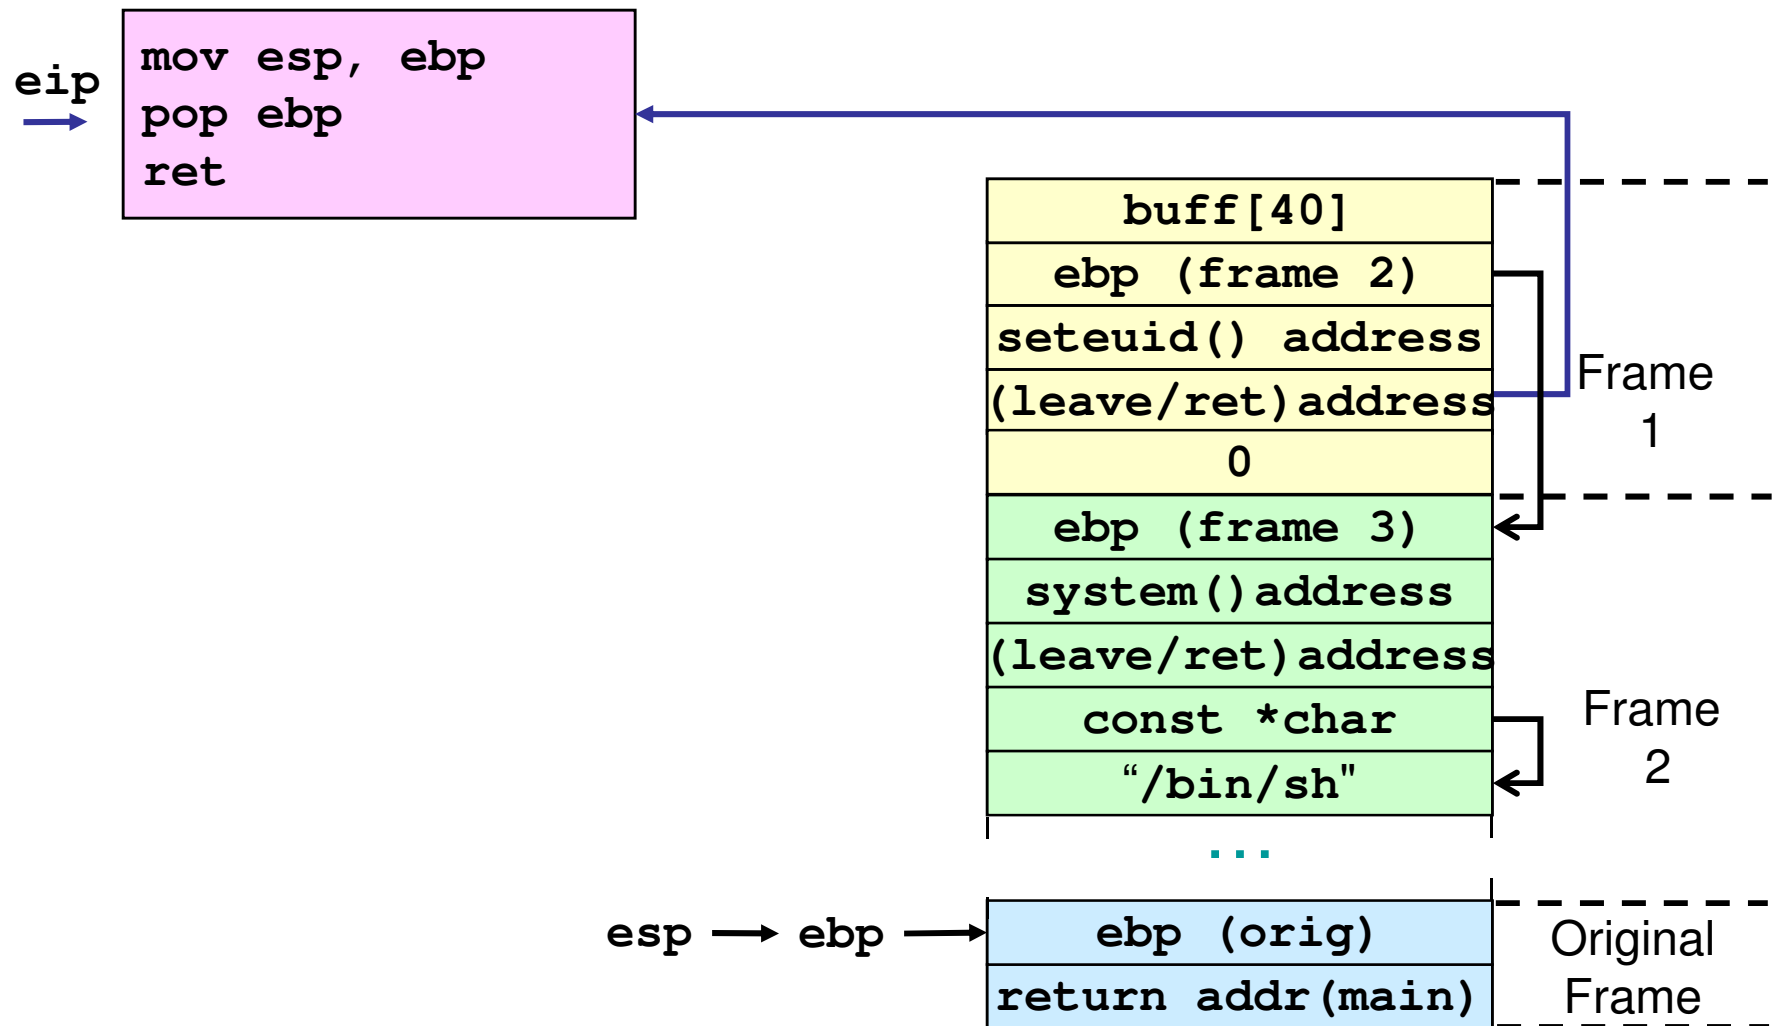 eip
mov esp, ebp
pop ebp
ret
buff[40]
ebp (frame 2)
seteuid() address
(leave/ret)address
0
Frame
1
ebp (frame 3)
system()address
(leave/ret)address
const *char
“/bin/sh"
Frame
2
...
esp
ebp
ebp (orig)
return addr(main)
Original
Frame